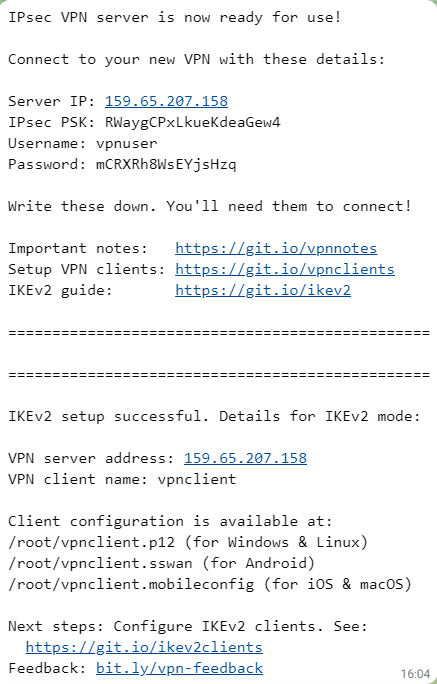 IPsec VPN server is now ready for use!
Connect to your new VPN with these details:
Server IP: 159.65.207.158
IPsec PSK: RWaygCPxLkueKdeaGew4
Username: vpnuser
Password: mCRXRh8WsEYjsHzq
Write these down. You'll need them to connect!
Important notes: https://git.io/vpnnotes
Setup VPN clients: https://git.io/vpnclients
IKEv2 guide: https://git.io/ikev2
================================================
================================================
IKEv2 setup successful. Details for IKEv2 mode:
VPN server address: 159.65.207.158
VPN client name: vpnclient
Client configuration is available at:
/root/vpnclient.p12 (for Windows & Linux)
/root/vpnclient.sswan (for Android)
/root/vpnclient.mobileconfig (for iOS & macOS)
Next steps: Configure IKEv2 clients. See:
https://git.io/ikev2clients
Feedback: bit.ly/vpn-feedback
16:04